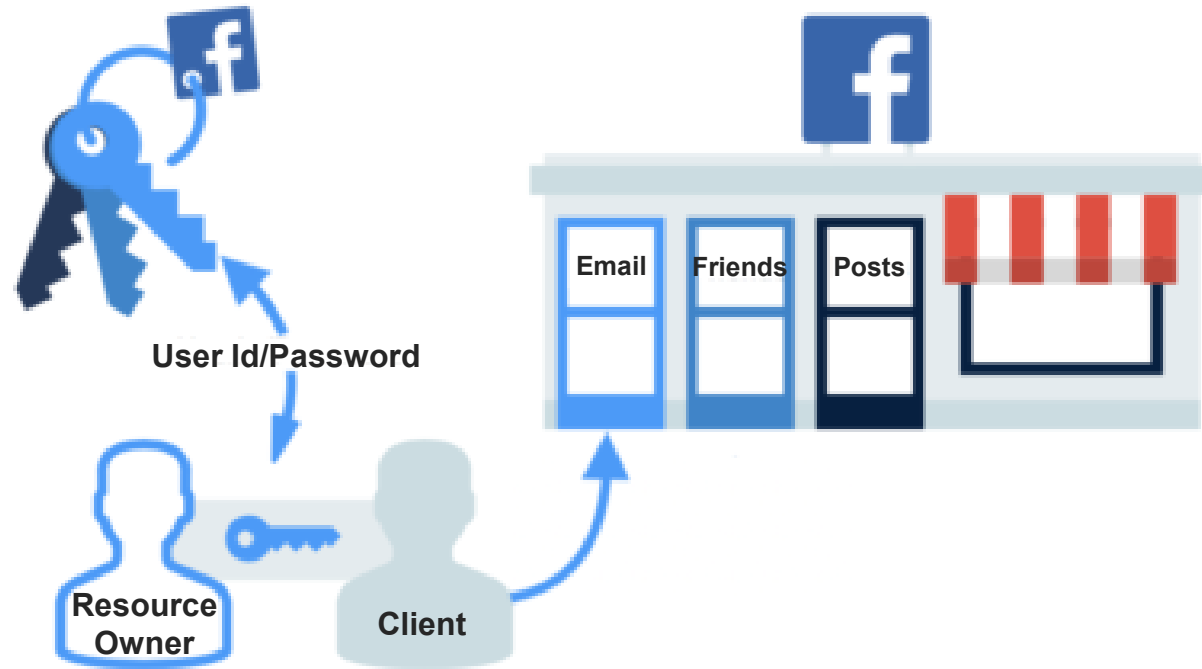 f
f
Email
Friends
Posts
User Id/Password
Resource
Owner
Client